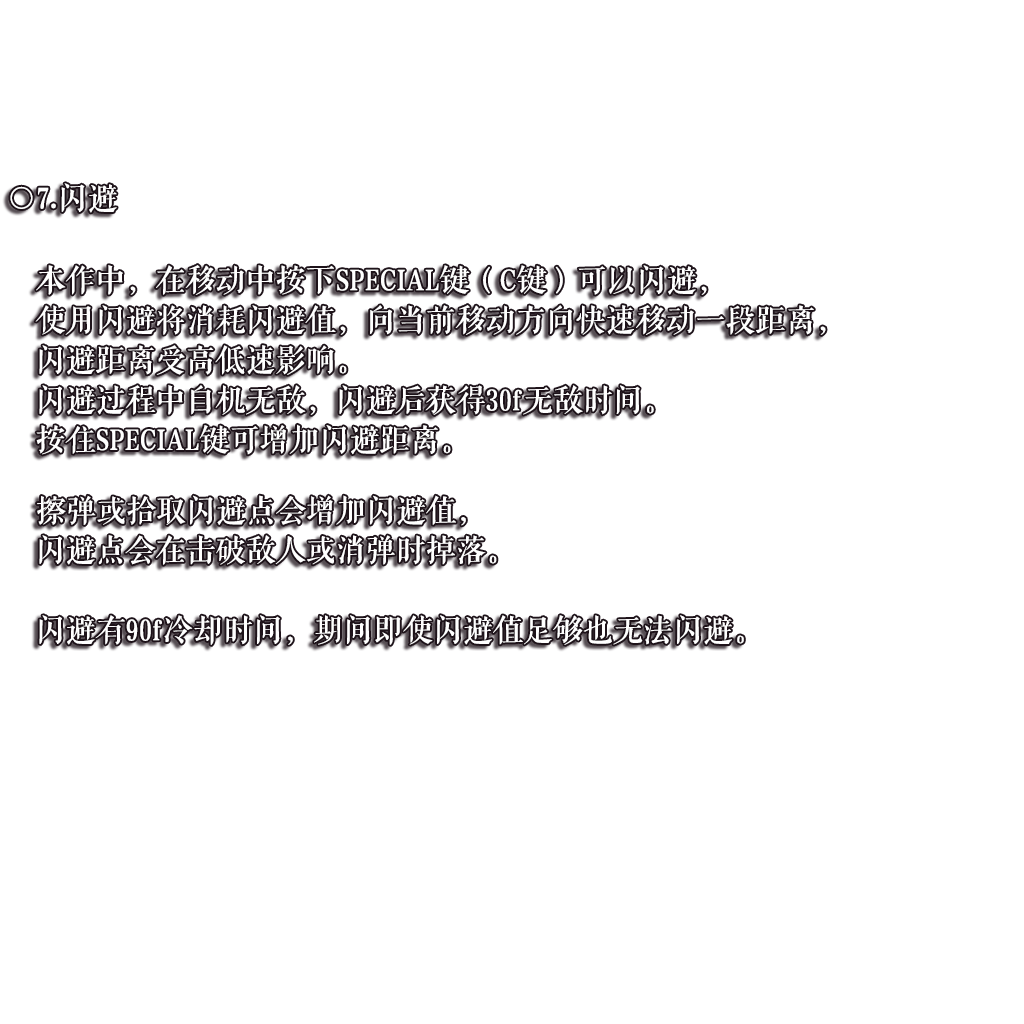 ◎7.闪避
本作中，在移动中按下SPECIAL键（C键）可以闪避，
使用闪避将消耗闪避值，向当前移动方向快速移动一段距离，
闪避距离受高低速影响。
闪避过程中自机无敌，闪避后获得30f无敌时间。
按住SPECIAL键可增加闪避距离。
擦弹或拾取闪避点会增加闪避值，
闪避点会在击破敌人或消弹时掉落。
闪避有90f冷却时间，期间即使闪避值足够也无法闪避。